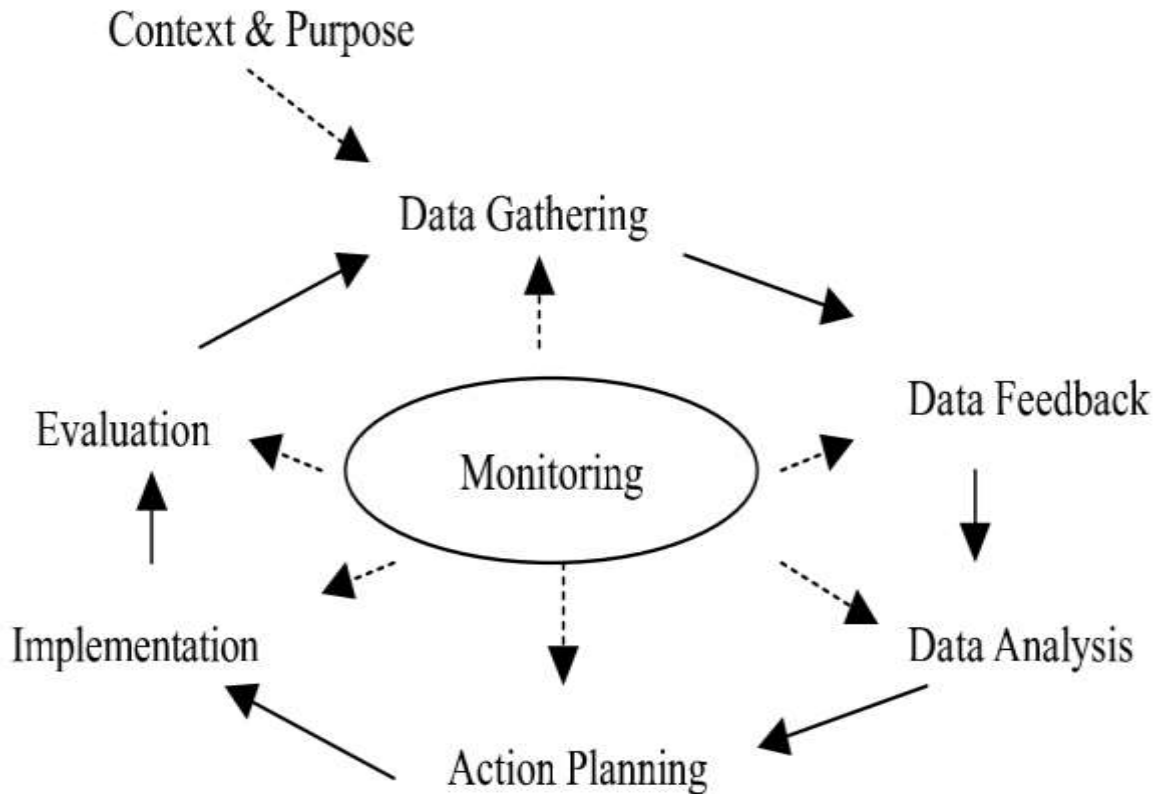 Context & Purpose
Data Gathering
Data Feedback
Evaluation
Monitoring
Implementation
Data Analysis
Action Planning